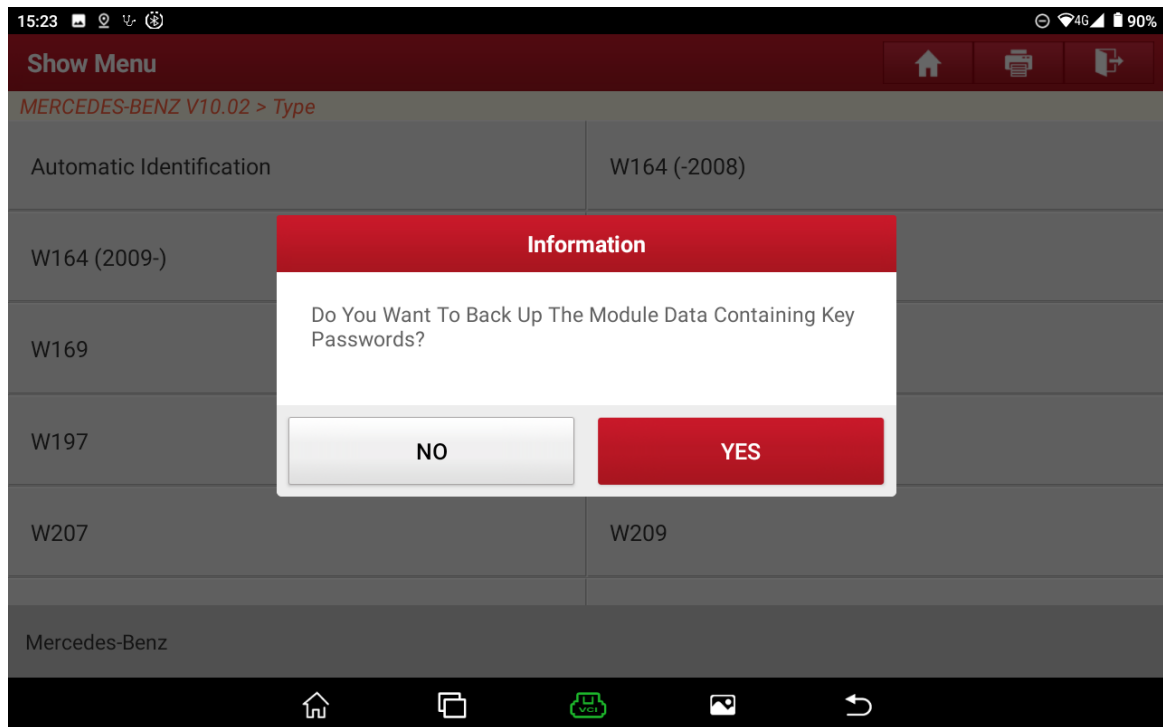 15:23
4G 90%
Show Menu
MERCEDES-BENZ V10.02 > Type
Automatic Identification
W164 (-2008)
W164 (2009-)
Information
Do You Want To Back Up The Module Data Containing Key
Passwords?
W169
W197
NO
YES
W207
W209
Mercedes-Benz
VCI